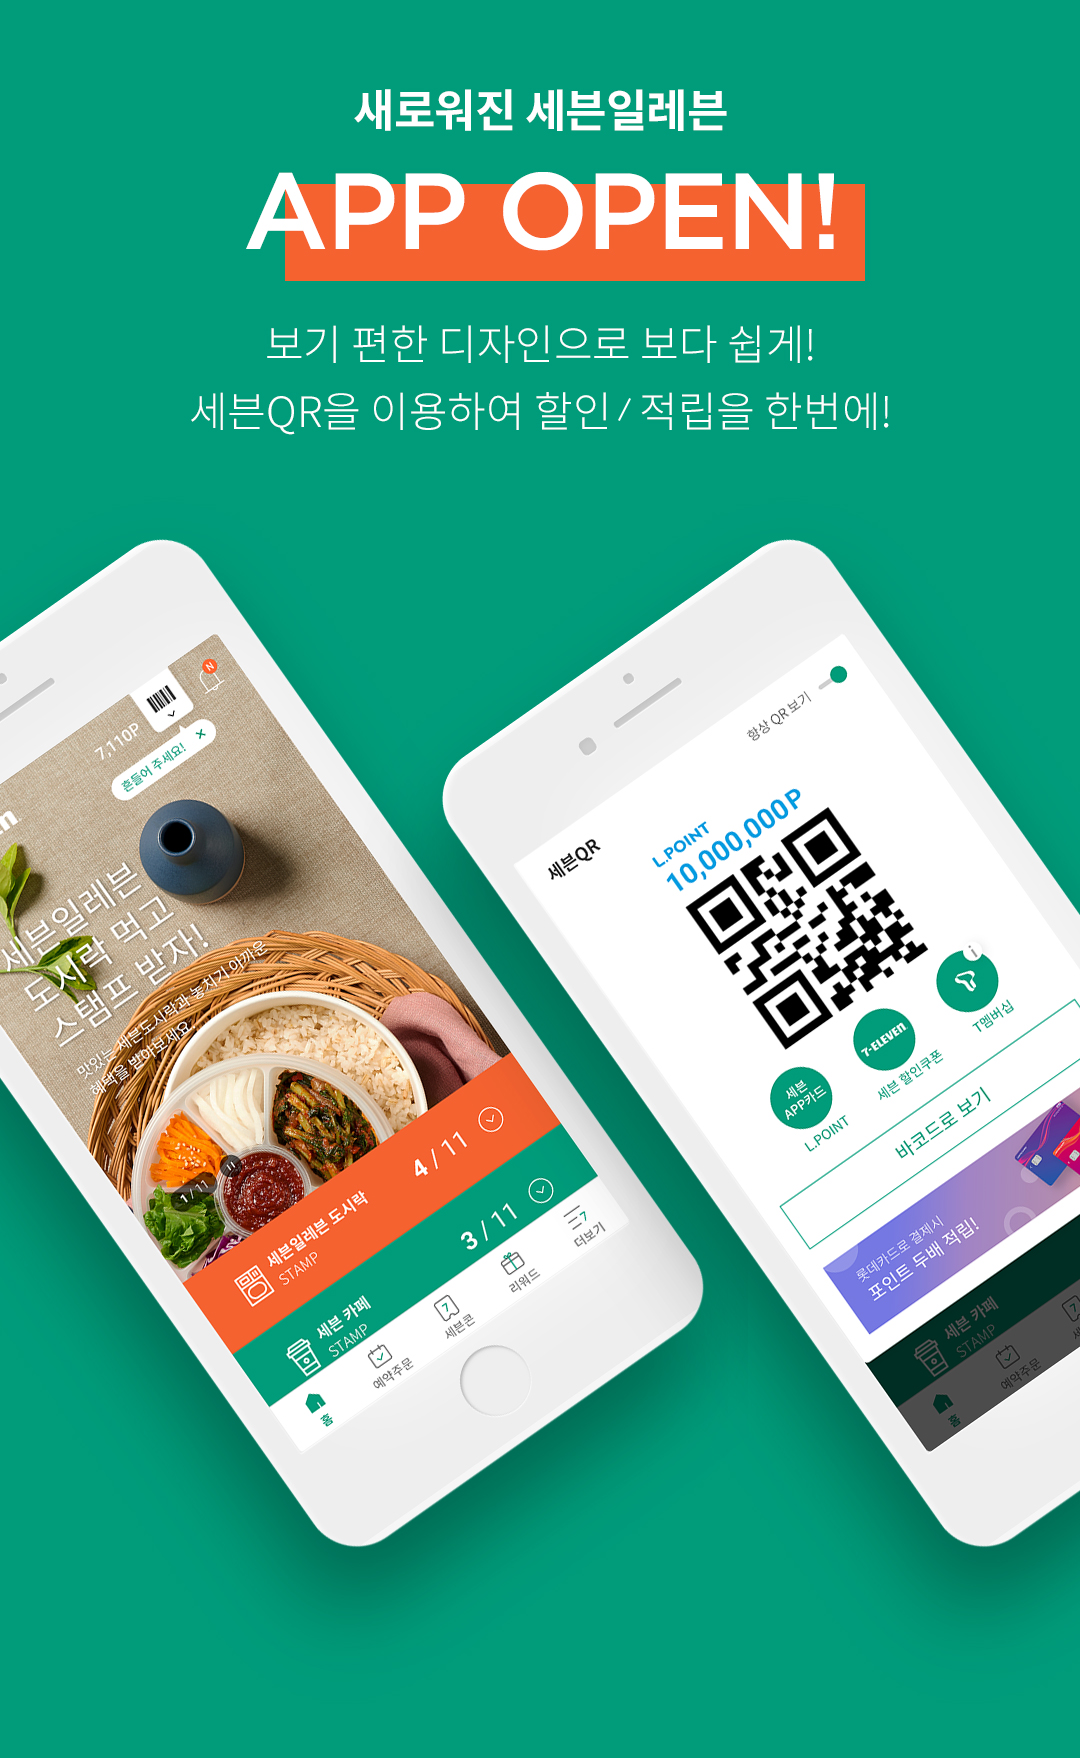 새로워진 세븐일레븐
APP OPEN!
보기 편한 디자인으로 보다 쉽게!
세븐QR을 이용하여 할인 / 적립을 한번에!
N
7,110P
흔들어 주세요! ×
세븐일레븐
도시락 먹고
스탬프 받자!
맛있는 세븐도시락과 놓치기 아까운
혜택을 받아보세요
1 / 1
세븐일레븐 도시락
STAMP
4 / 11
세븐 카페
STAMP
3 / 11
홈
예약주문
세븐콘
리워드
더보기
항상 QR 보기
세븐QR
L.POINT
10,000,000P
세븐
APP카드
L.POINT
7-ELEVEN
세븐 할인쿠폰
i
T멤버십
바코드로 보기
롯데카드로 결제시
포인트 두배 적립!
세븐 카페
STAMP
홈
예약주문